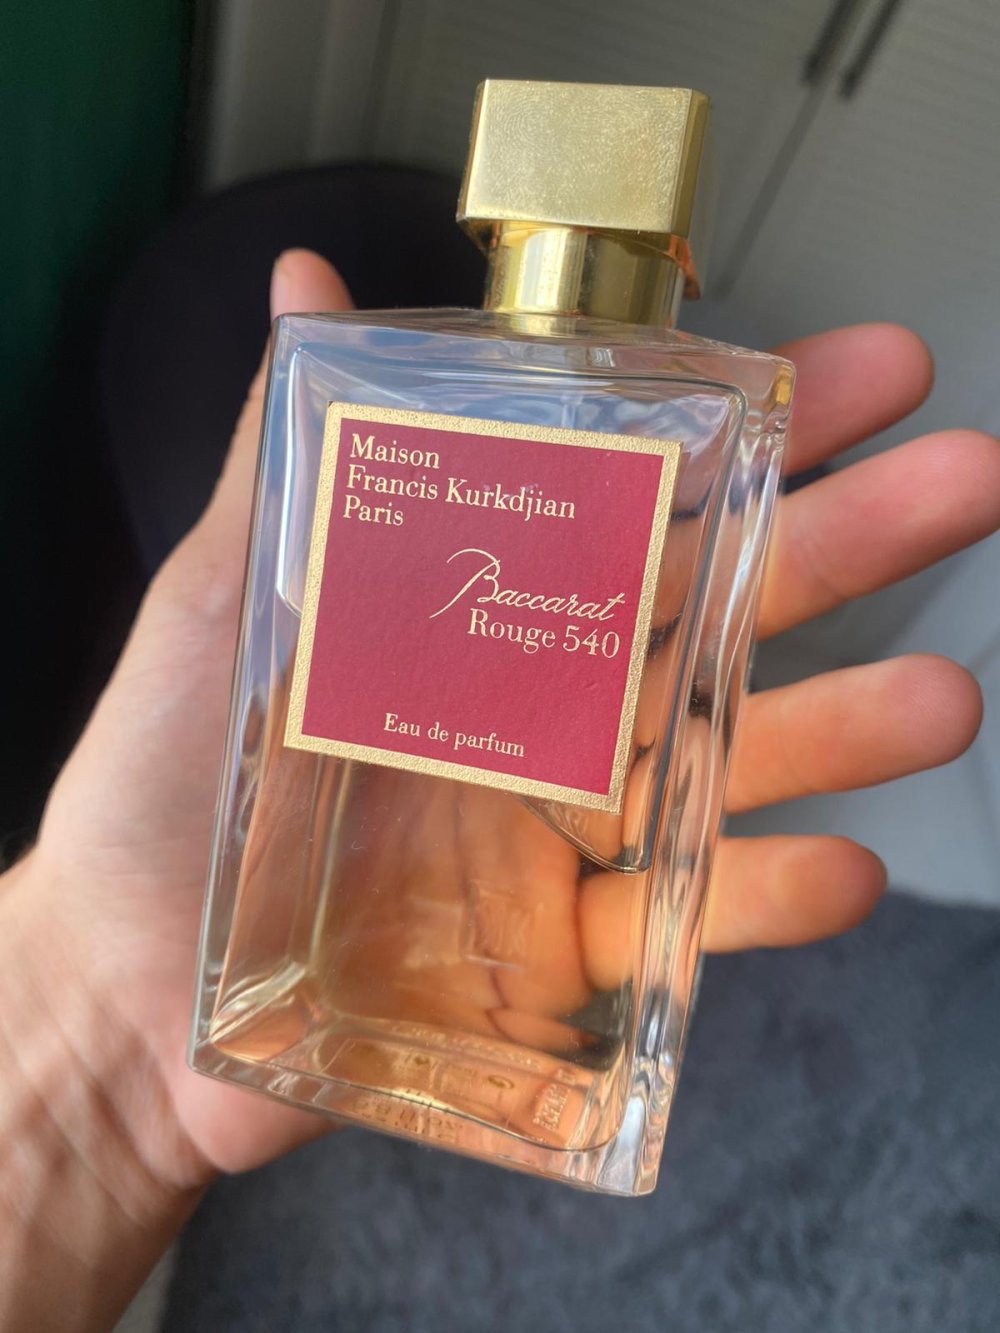 Maison
Francis Kurkdjian
Paris
Baccarat
Rouge 540
Eau de parfum